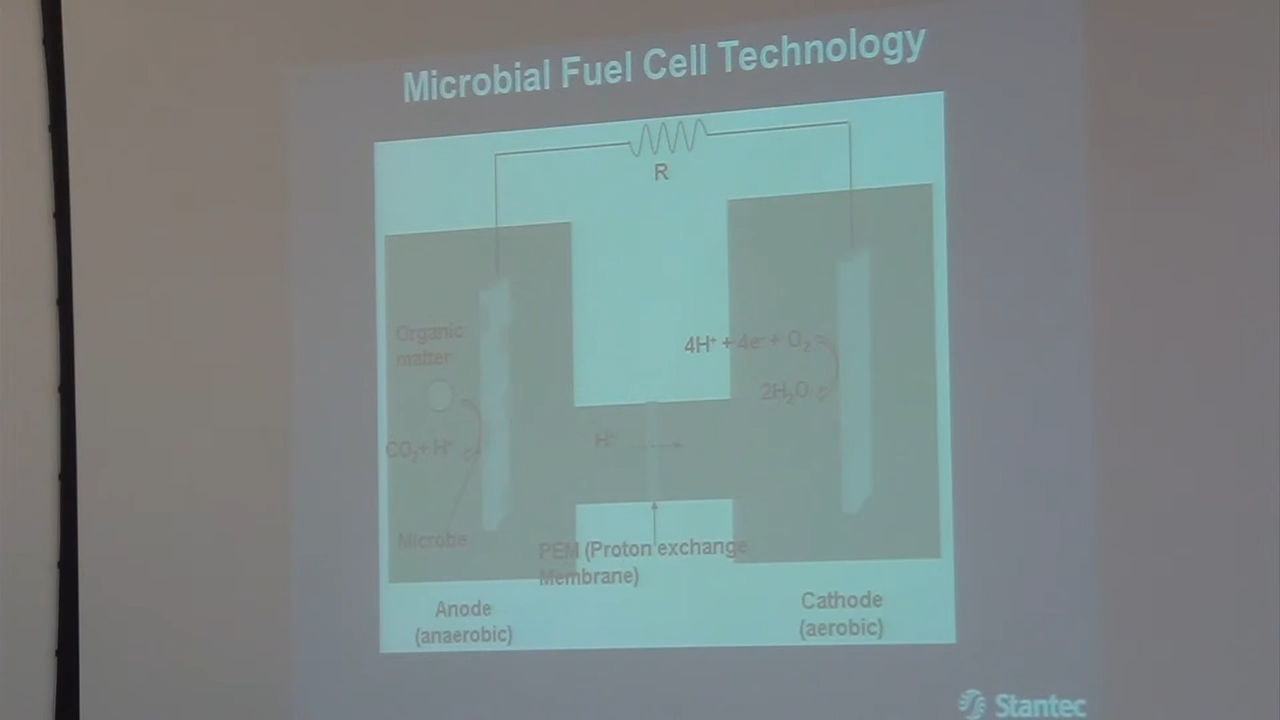 Microbial Fuel Cell Technology
R
Organic
matter
4H⁺ + 4e⁻ + O₂
2H₂O
CO₂ + H⁺
H⁺
Microbe
PEM (Proton exchange
Membrane)
Anode
(anaerobic)
Cathode
(aerobic)
Stantec